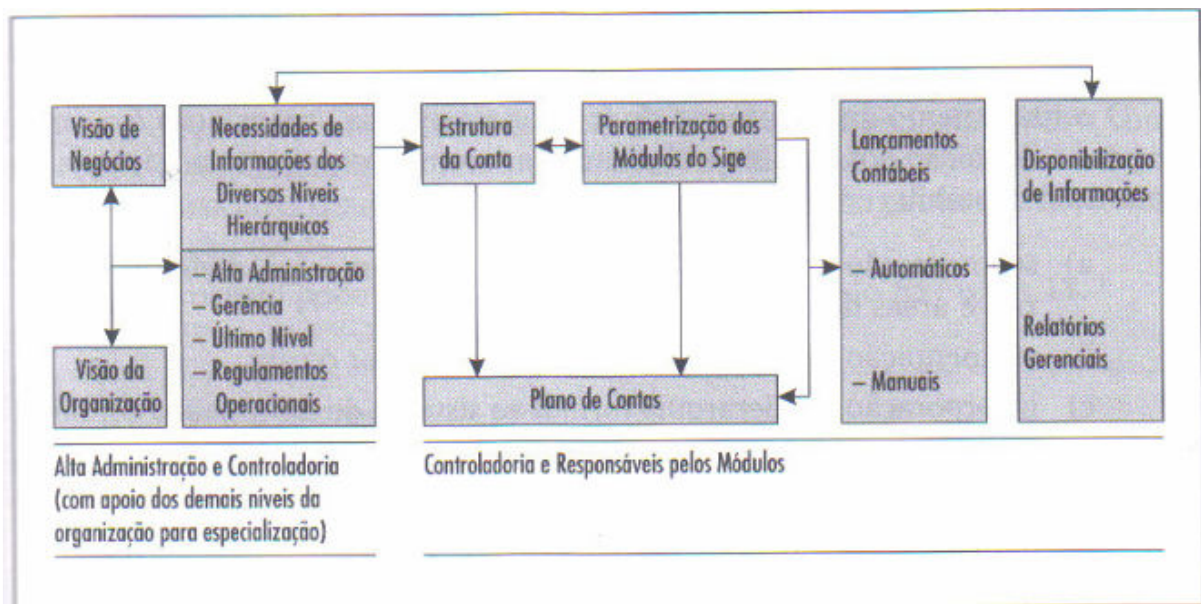 Visão de
Negócios
Necessidades de
Informações dos
Diversos Níveis
Hierárquicos
– Alta Administração
– Gerência
– Último Nível
– Regulamentos
Operacionais
Visão da
Organização
Estrutura
da Conta
Parametrização dos
Módulos do Sige
Plano de Contas
Lançamentos
Contábeis
– Automáticos
– Manuais
Disponibilização
de Informações
Relatórios
Gerenciais
Alta Administração e Controladoria
(com apoio dos demais níveis da
organização para especialização)
Controladoria e Responsáveis pelos Módulos